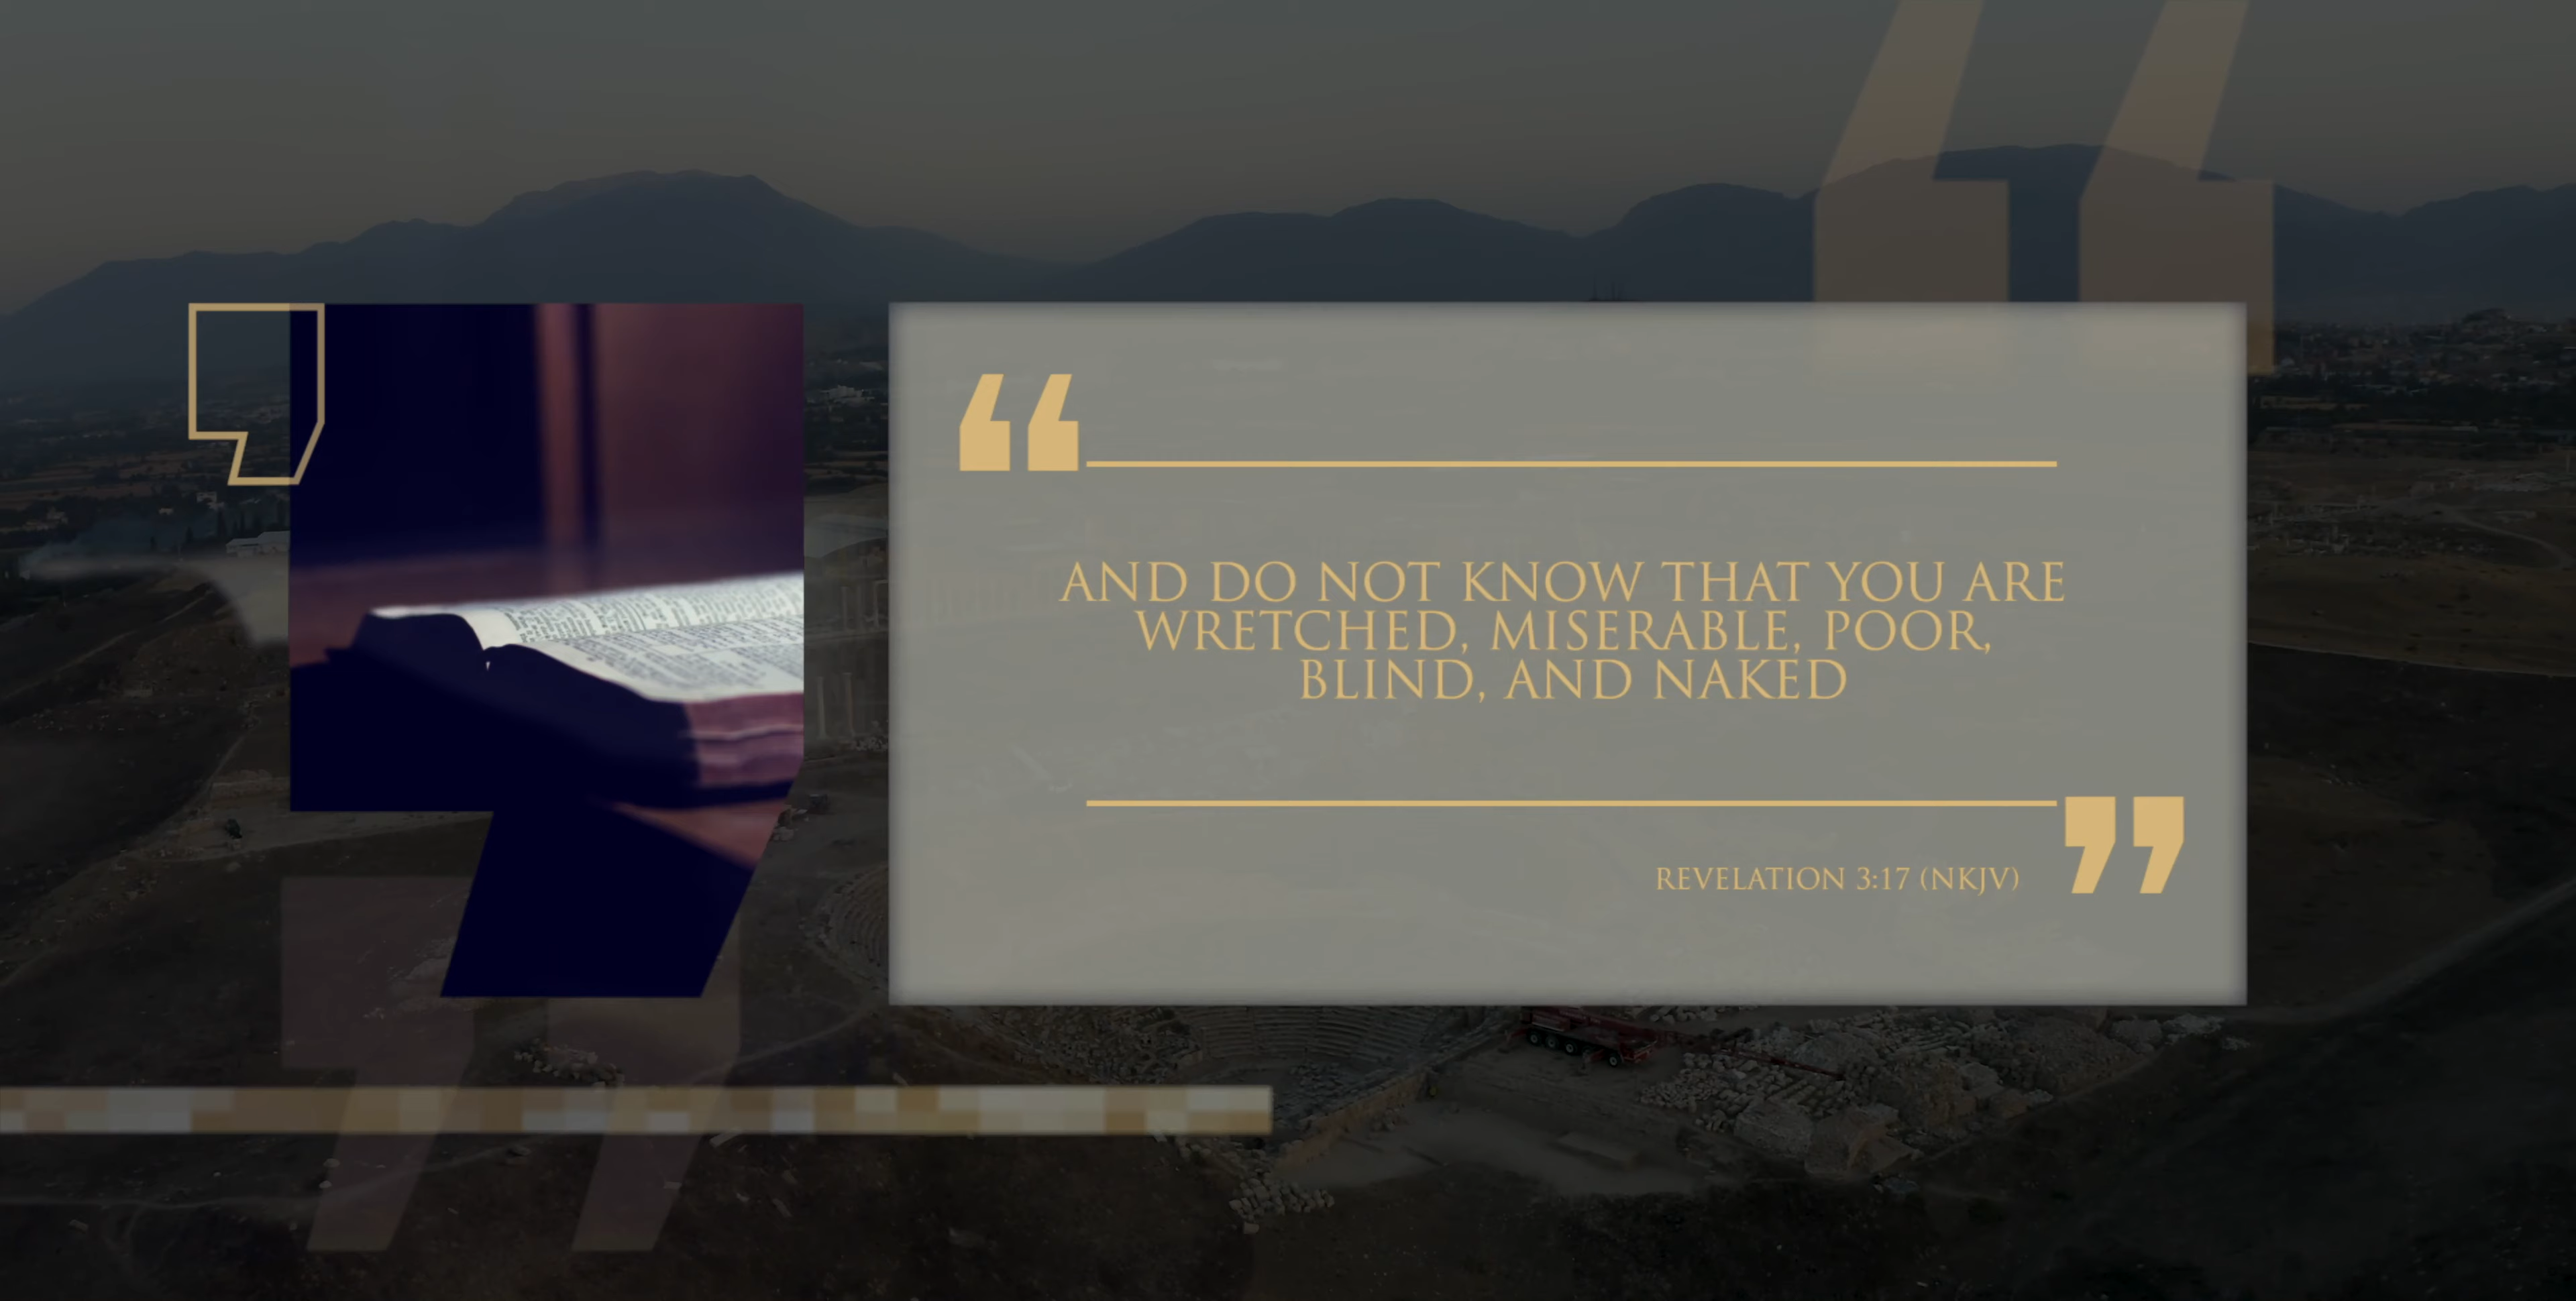 AND DO NOT KNOW THAT YOU ARE
WRETCHED, MISERABLE, POOR,
BLIND, AND NAKED
REVELATION 3:17 (NKJV)